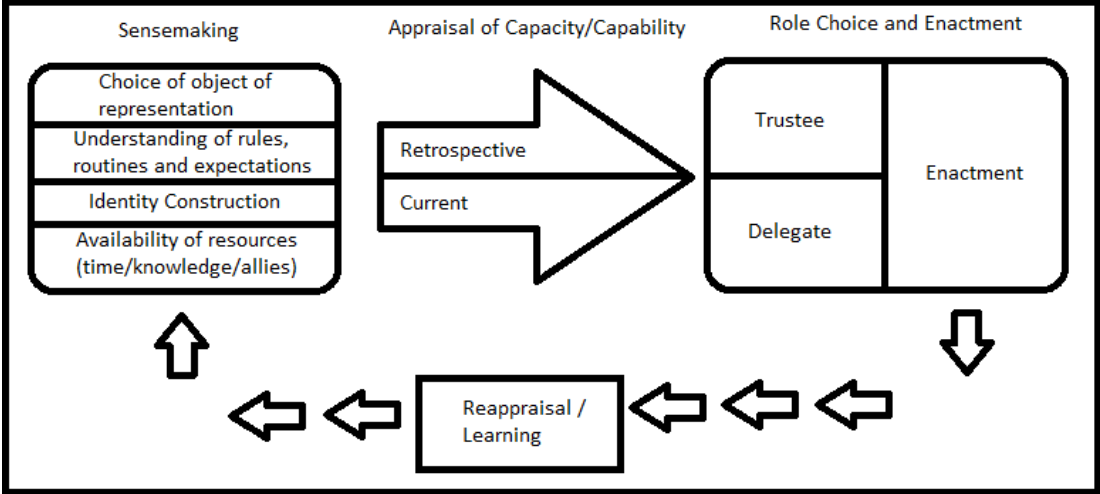 Sensemaking
Appraisal of Capacity/Capability
Role Choice and Enactment
Choice of object of
representation
Understanding of rules,
routines and expectations
Identity Construction
Availability of resources
(time/knowledge/allies)
Retrospective
Current
Trustee
Delegate
Enactment
Reappraisal /
Learning